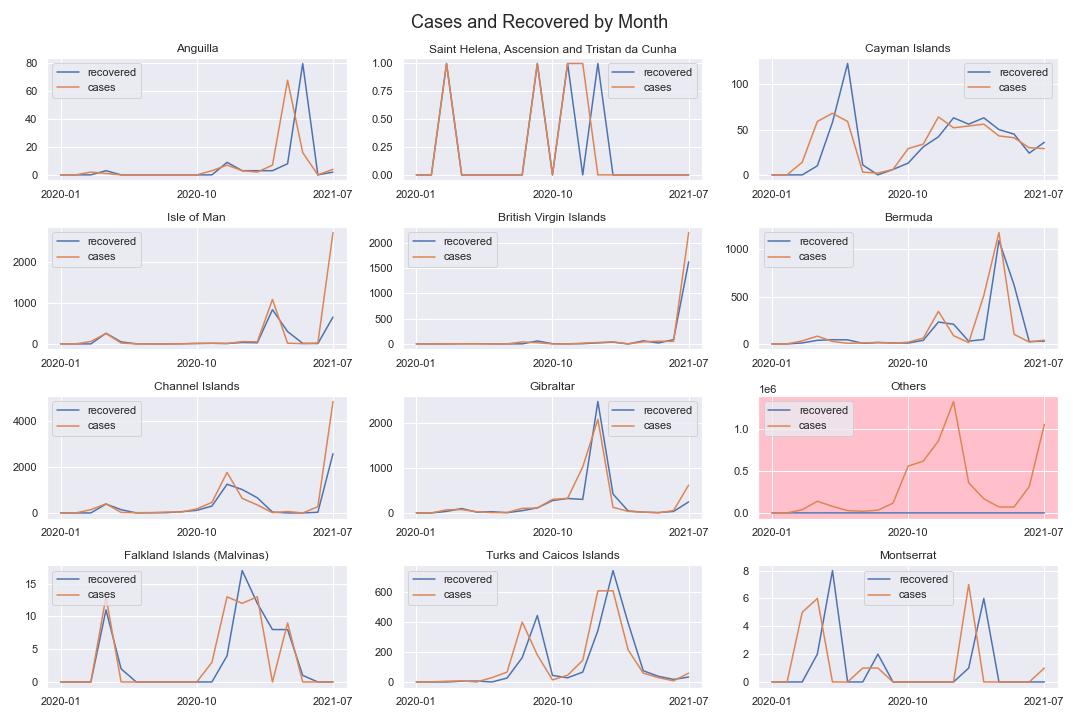 Cases and Recovered by Month
Anguilla
80
60
40
20
0
recovered
cases
2020-01
2020-10
2021-07
Saint Helena, Ascension and Tristan da Cunha
1.00
0.75
0.50
0.25
0.00
recovered
cases
2020-01
2020-10
2021-07
Cayman Islands
100
50
0
recovered
cases
2020-01
2020-10
2021-07
Isle of Man
2000
1000
0
recovered
cases
2020-01
2020-10
2021-07
British Virgin Islands
2000
1500
1000
500
0
recovered
cases
2020-01
2020-10
2021-07
Bermuda
1000
500
0
recovered
cases
2020-01
2020-10
2021-07
Channel Islands
4000
2000
0
recovered
cases
2020-01
2020-10
2021-07
Gibraltar
2000
1000
0
recovered
cases
2020-01
2020-10
2021-07
Others
1e6
1.0
0.5
0.0
recovered
cases
2020-01
2020-10
2021-07
Falkland Islands (Malvinas)
15
10
5
0
recovered
cases
2020-01
2020-10
2021-07
Turks and Caicos Islands
600
400
200
0
recovered
cases
2020-01
2020-10
2021-07
Montserrat
8
6
4
2
0
recovered
cases
2020-01
2020-10
2021-07